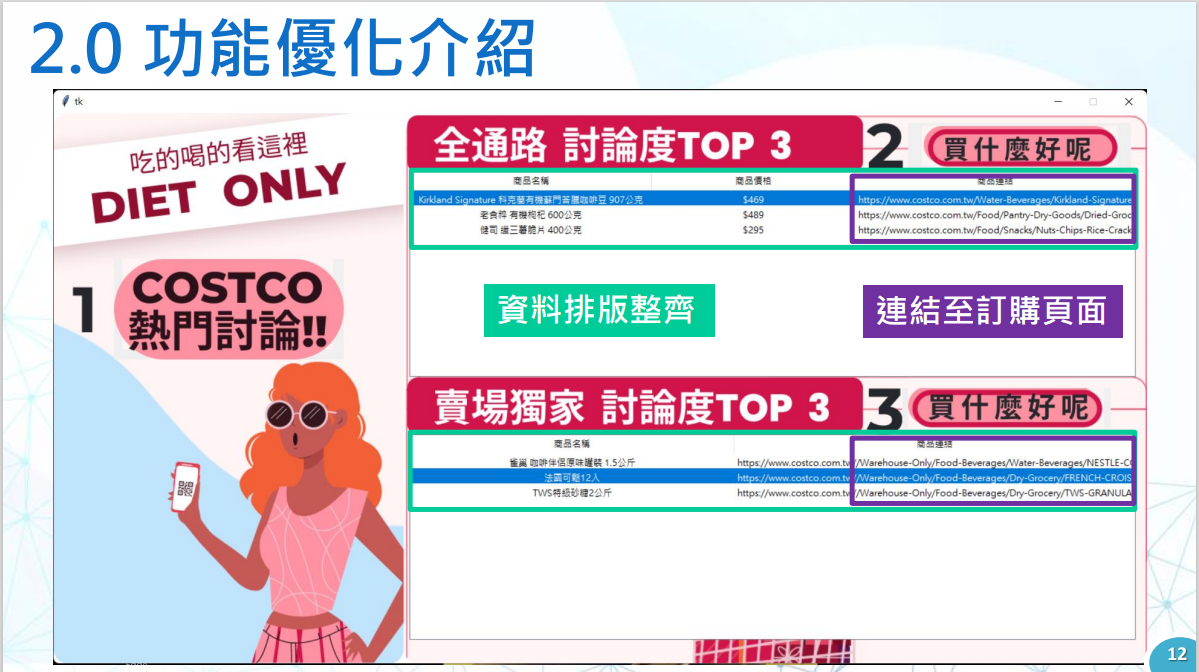 2.0 功能優化介紹
tk
吃的喝的看這裡
DIET ONLY
1
COSTCO
熱門討論!!
全通路 討論度TOP 3
2
買什麼好呢
商品名稱 商品價格 商品連結
Kirkland Signature 科克蘭有機蘇門答臘咖啡豆 907公克 $469 https://www.costco.com.tw/Water-Beverages/Kirkland-Signature
老食粹 有機枸杞 600公克 $489 https://www.costco.com.tw/Food/Pantry-Dry-Goods/Dried-Groc
健司 纖三薯脆片 400公克 $295 https://www.costco.com.tw/Food/Snacks/Nuts-Chips-Rice-Crack
資料排版整齊
連結至訂購頁面
賣場獨家 討論度TOP 3
3
買什麼好呢
商品名稱 商品連結
雀巢 咖啡伴侶原味罐裝 1.5公斤 https://www.costco.com.tw/Warehouse-Only/Food-Beverages/Water-Beverages/NESTLE-CO
法國可頌12入 https://www.costco.com.tw/Warehouse-Only/Food-Beverages/Dry-Grocery/FRENCH-CROIS
TWS特級砂糖2公斤 https://www.costco.com.tw/Warehouse-Only/Food-Beverages/Dry-Grocery/TWS-GRANULA
12